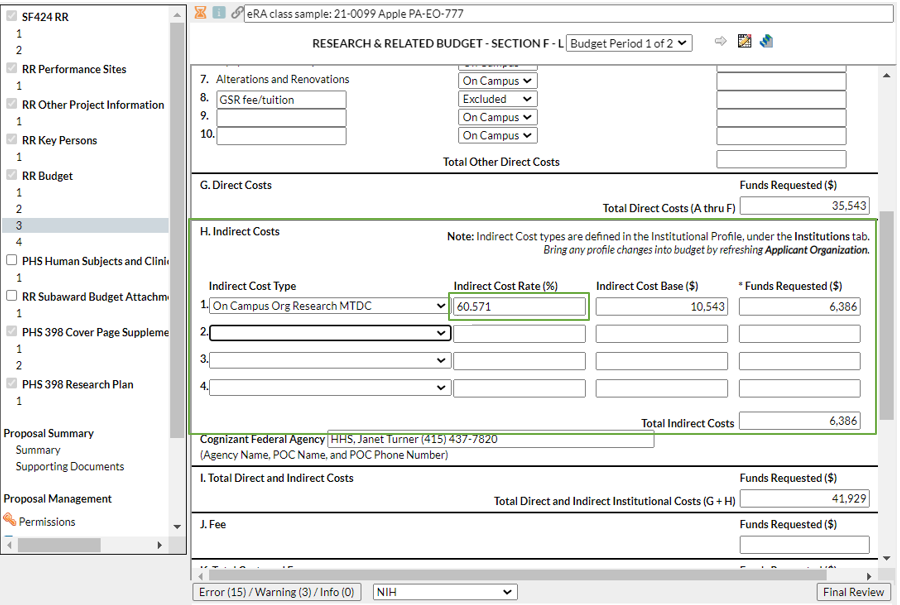 eRA class sample: 21-0099 Apple PA-EO-777
RESEARCH & RELATED BUDGET - SECTION F - L Budget Period 1 of 2
SF424 RR
1
2
RR Performance Sites
1
RR Other Project Information
1
RR Key Persons
1
RR Budget
1
2
3
4
PHS Human Subjects and Clini
1
RR Subaward Budget Attachm
1
PHS 398 Cover Page Suppleme
1
2
PHS 398 Research Plan
1
Proposal Summary
Summary
Supporting Documents
Proposal Management
Permissions
7. Alterations and Renovations On Campus
8. GSR fee/tuition Excluded
9. On Campus
10. On Campus
Total Other Direct Costs
G. Direct Costs Funds Requested ($)
Total Direct Costs (A thru F) 35,543
H. Indirect Costs
Note: Indirect Cost types are defined in the Institutional Profile, under the Institutions tab.
Bring any profile changes into budget by refreshing Applicant Organization.
Indirect Cost Type Indirect Cost Rate (%) Indirect Cost Base ($) * Funds Requested ($)
1. On Campus Org Research MTDC 60.571 10,543 6,386
2.
3.
4.
Total Indirect Costs 6,386
Cognizant Federal Agency HHS, Janet Turner (415) 437-7820
(Agency Name, POC Name, and POC Phone Number)
I. Total Direct and Indirect Costs Funds Requested ($)
Total Direct and Indirect Institutional Costs (G + H) 41,929
J. Fee Funds Requested ($)
Error (15) / Warning (3) / Info (0) NIH Final Review